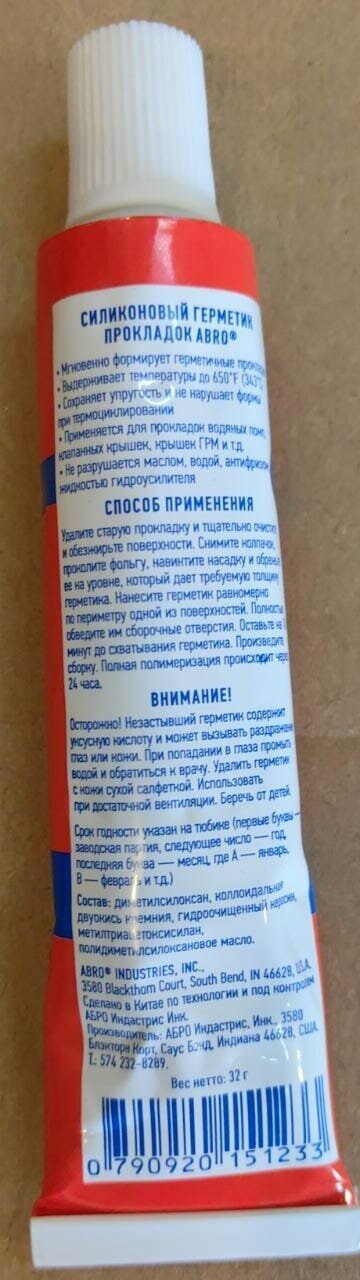 СИЛИКОНОВЫЙ ГЕРМЕТИК
ПРОКЛАДОК ABRO®
• Мгновенно формирует герметичные
• Выдерживает температуры до 650°F (343°C)
• Сохраняет упругость и не нарушает формы
при термоциклировании
• Применяется для прокладок водяных помп,
клапанных крышек, крышек ГРМ и т.д.
• Не разрушается маслом, водой, антифризом,
жидкостью гидроусилителя
СПОСОБ ПРИМЕНЕНИЯ
Удалите старую прокладку и тщательно очистите
и обезжирьте поверхности. Снимите колпачок,
проколите фольгу, навинтите насадку и обрежьте
ее на уровне, который дает требуемую толщину
герметика. Нанесите герметик равномерно
по периметру одной из поверхностей. Полностью
обведите им сборочные отверстия. Оставьте на
минут до схватывания герметика. Произведите
сборку. Полная полимеризация происходит через
24 часа.
ВНИМАНИЕ!
Осторожно! Незастывший герметик содержит
уксусную кислоту и может вызывать раздражение
глаз или кожи. При попадании в глаза промыть
водой и обратиться к врачу. Удалить герметик
с кожи сухой салфеткой. Использовать
при достаточной вентиляции. Беречь от детей.
Срок годности указан на тюбике (первые буквы —
заводская партия, следующее число — год,
последняя буква — месяц, где A — январь,
B — февраль и т.д.)
Состав: диметилсилоксан, коллоидальная
двуокись кремния, гидроочищенный керосин,
метилтриацетоксисилан,
полидиметилсилоксановое масло.
ABRO® INDUSTRIES, INC.,
3580 Blackthorn Court, South Bend, IN 46628, U.S.A.
Сделано в Китае по технологии и под контролем
АБРО Индастрис Инк.
Производитель: АБРО Индастрис, Инк., 3580
Блэкторн Корт, Саус Бэнд, Индиана 46628, США.
T.: 574 232-8289.
Вес нетто: 32 г
0 790920 151233